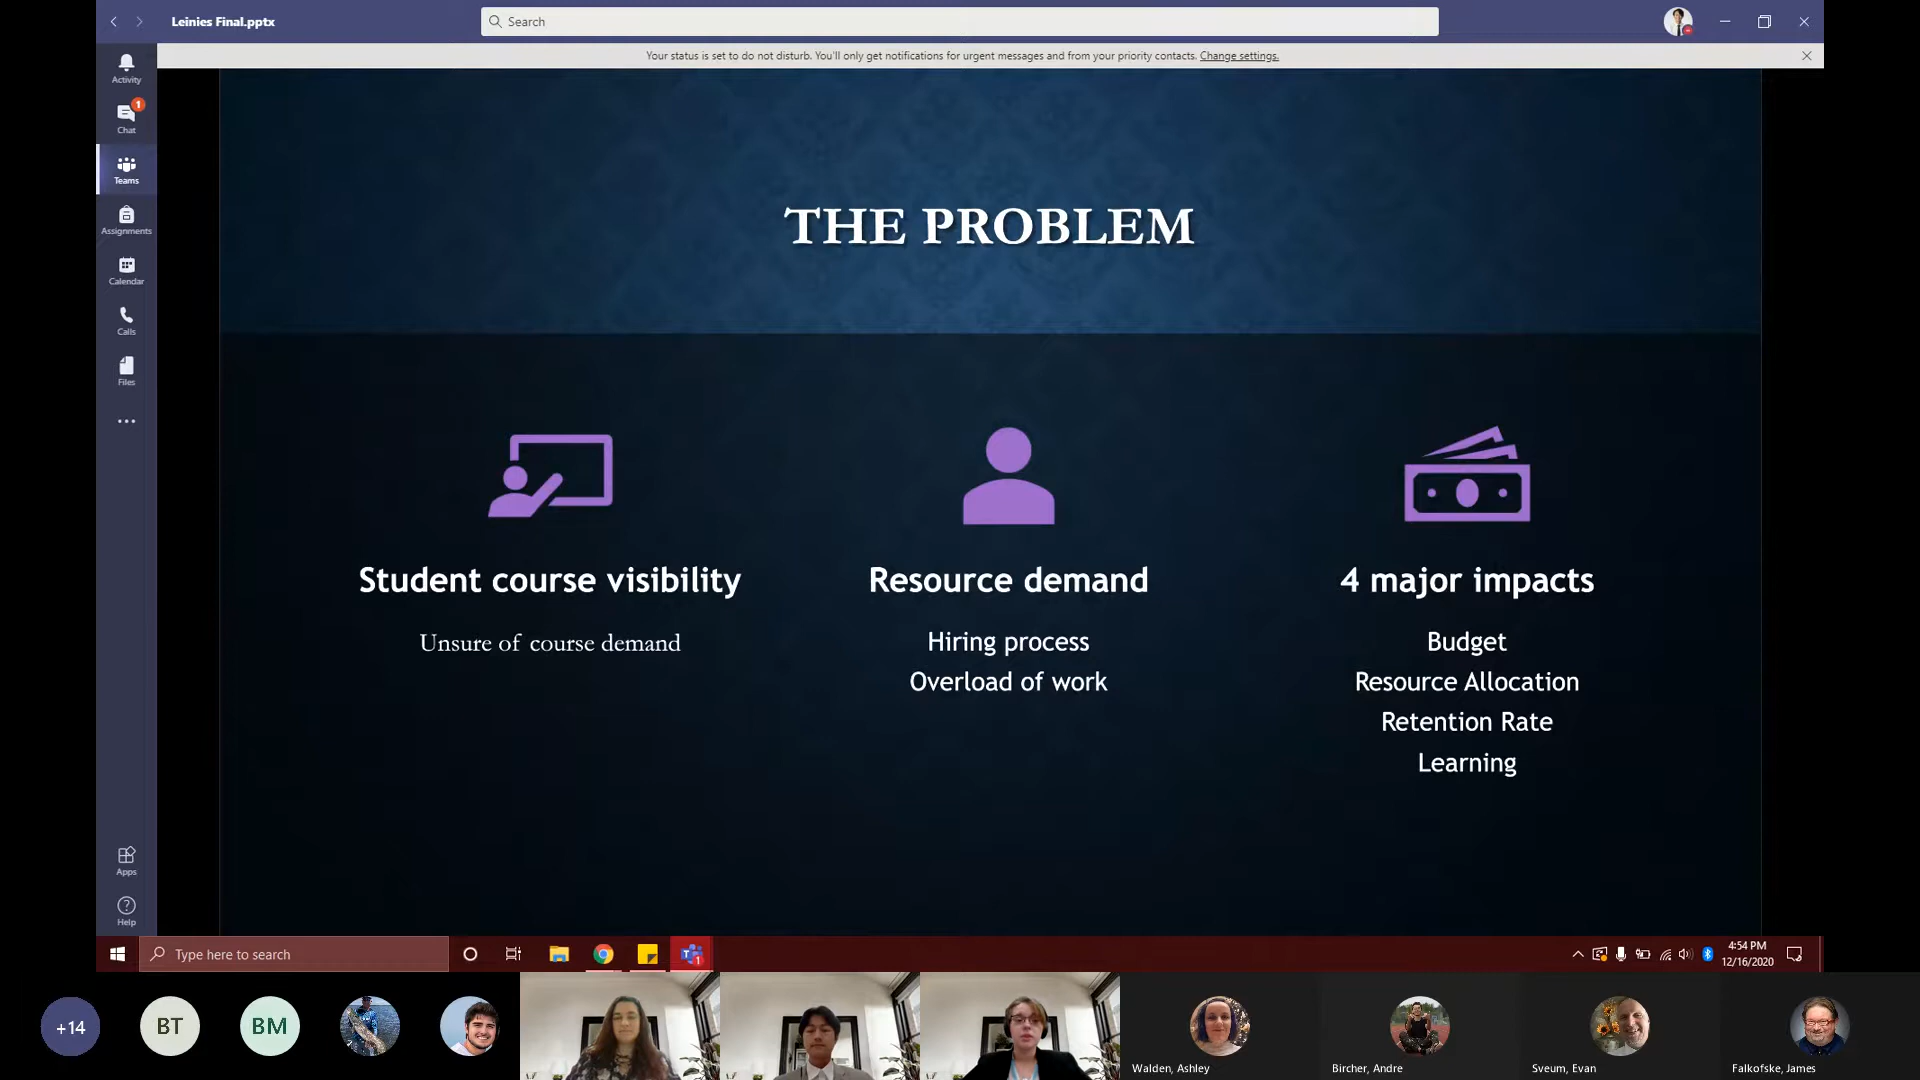 Leinies Final.pptx
Search
Your status is set to do not disturb. You'll only get notifications for urgent messages and from your priority contacts. Change settings.
Activity
1
Chat
Teams
Assignments
Calendar
Calls
Files
Apps
Help
THE PROBLEM
Student course visibility
Unsure of course demand
Resource demand
Hiring process
Overload of work
4 major impacts
Budget
Resource Allocation
Retention Rate
Learning
Type here to search
1
4:54 PM
12/16/2020
+14
BT
BM
Walden, Ashley
Bircher, Andre
Sveum, Evan
Falkofske, James